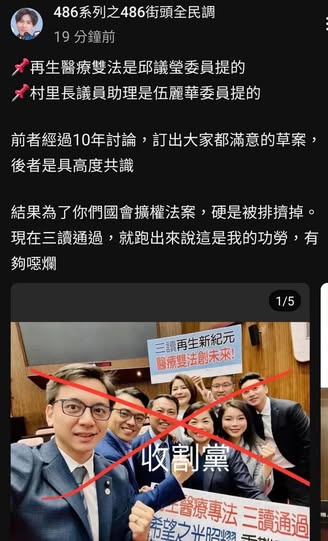 486系列之486街頭全民調
19 分鐘前
📌再生醫療雙法是邱議瑩委員提的
📌村里長議員助理是伍麗華委員提的
前者經過10年討論，訂出大家都滿意的草案，
後者是具高度共識
結果為了你們國會擴權法案，硬是被排擠掉。
現在三讀通過，就跑出來說這是我的功勞，有
夠噁爛
1/5
三讀再生新紀元
醫療雙法創未來!
收割黨
生醫療專法 三讀通過
希望之光照耀